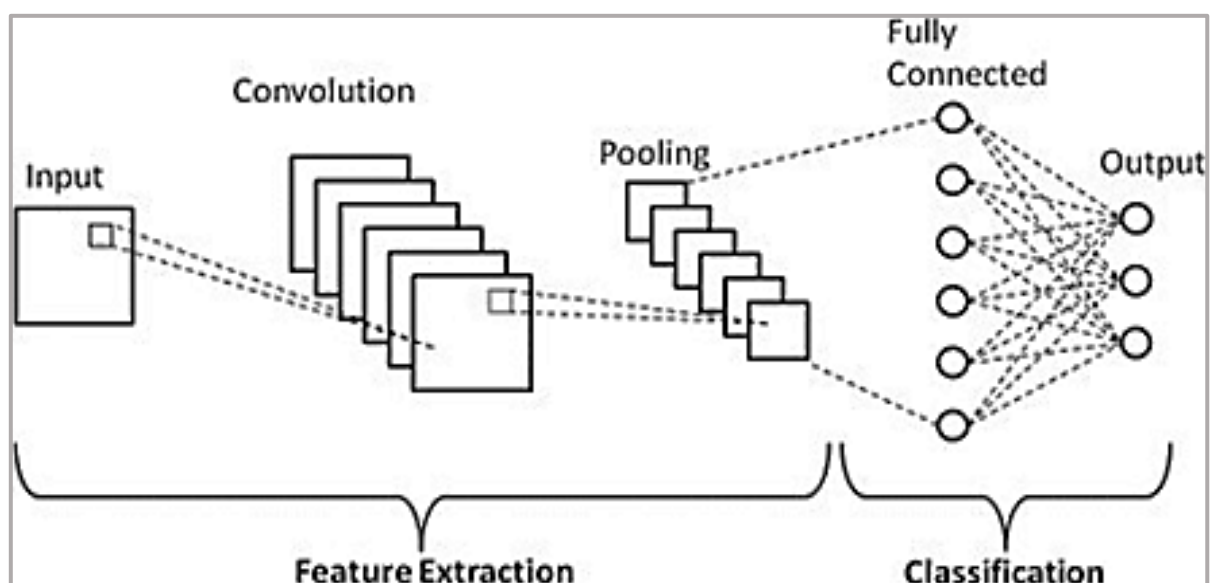 Fully
Connected
Convolution
Pooling
Output
Input
Feature Extraction
Classification